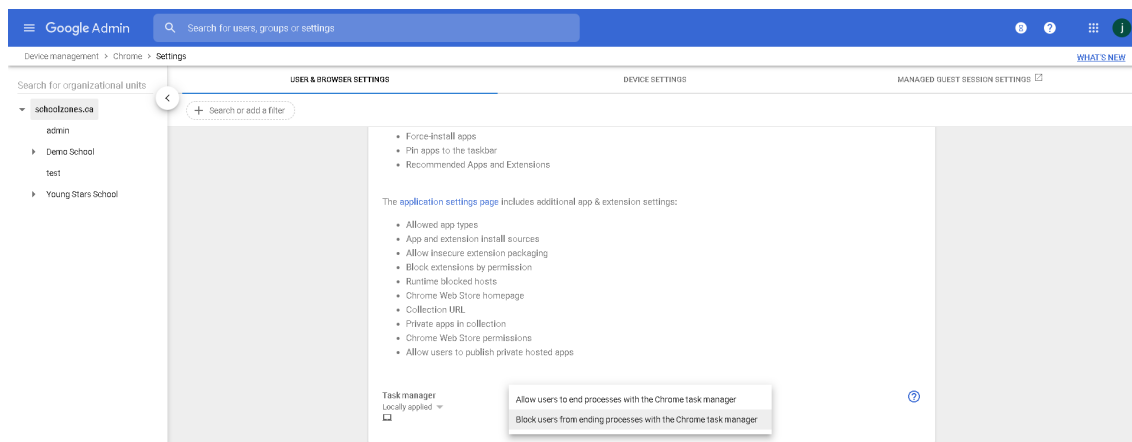 Google Admin
Search for users, groups or settings
8
j
Device management > Chrome > Settings
WHAT'S NEW
Search for organizational units
USER & BROWSER SETTINGS
DEVICE SETTINGS
MANAGED GUEST SESSION SETTINGS
schoolzones.ca
admin
Demo School
test
Young Stars School
+ Search or add a filter
• Force-install apps
• Pin apps to the taskbar
• Recommended Apps and Extensions
The application settings page includes additional app & extension settings:
• Allowed app types
• App and extension install sources
• Allow insecure extension packaging
• Block extensions by permission
• Runtime blocked hosts
• Chrome Web Store homepage
• Collection URL
• Private apps in collection
• Chrome Web Store permissions
• Allow users to publish private hosted apps
Task manager
Locally applied
Allow users to end processes with the Chrome task manager
Block users from ending processes with the Chrome task manager